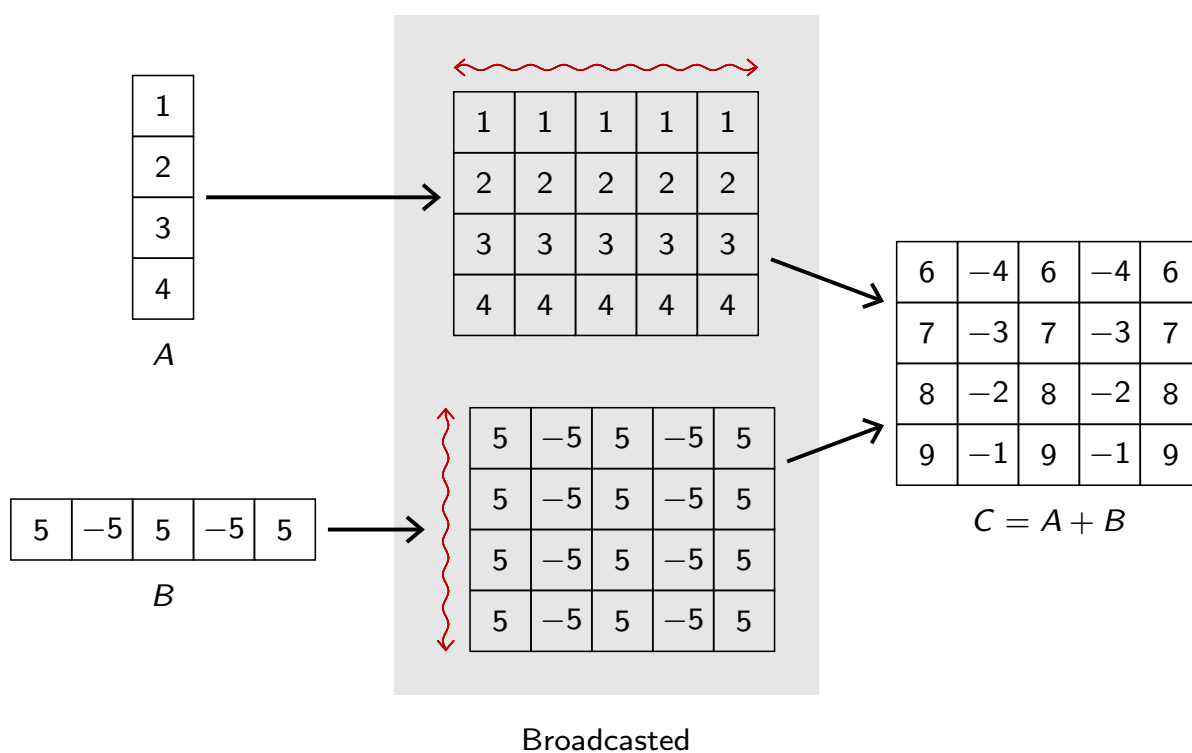 1
2
3
4
A
5 −5 5 −5 5
B
1 1 1 1 1
2 2 2 2 2
3 3 3 3 3
4 4 4 4 4
5 −5 5 −5 5
5 −5 5 −5 5
5 −5 5 −5 5
5 −5 5 −5 5
Broadcasted
6 −4 6 −4 6
7 −3 7 −3 7
8 −2 8 −2 8
9 −1 9 −1 9
C = A + B